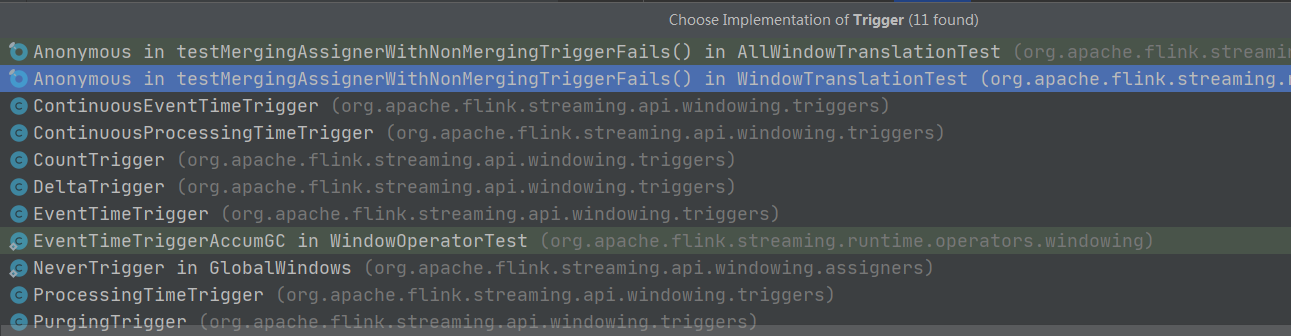 Choose Implementation of Trigger (11 found)
Anonymous in testMergingAssignerWithNonMergingTriggerFails() in AllWindowTranslationTest (org.apache.flink.streaming
Anonymous in testMergingAssignerWithNonMergingTriggerFails() in WindowTranslationTest (org.apache.flink.streaming.r
ContinuousEventTimeTrigger (org.apache.flink.streaming.api.windowing.triggers)
ContinuousProcessingTimeTrigger (org.apache.flink.streaming.api.windowing.triggers)
CountTrigger (org.apache.flink.streaming.api.windowing.triggers)
DeltaTrigger (org.apache.flink.streaming.api.windowing.triggers)
EventTimeTrigger (org.apache.flink.streaming.api.windowing.triggers)
EventTimeTriggerAccumGC in WindowOperatorTest (org.apache.flink.streaming.runtime.operators.windowing)
NeverTrigger in GlobalWindows (org.apache.flink.streaming.api.windowing.assigners)
ProcessingTimeTrigger (org.apache.flink.streaming.api.windowing.triggers)
PurgingTrigger (org.apache.flink.streaming.api.windowing.triggers)